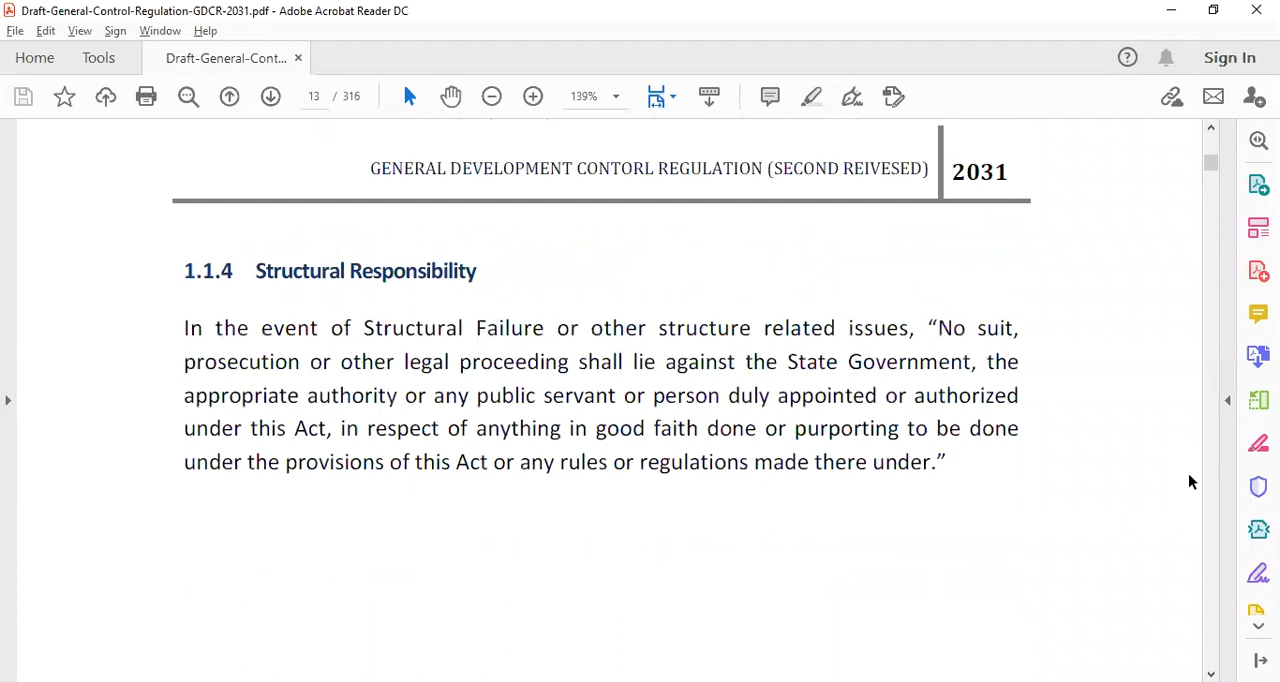 Draft-General-Control-Regulation-GDCR-2031.pdf - Adobe Acrobat Reader DC
File Edit View Sign Window Help
Home Tools Draft-General-Cont... × Sign In
13 / 316 139%
GENERAL DEVELOPMENT CONTORL REGULATION (SECOND REIVESED) 2031
1.1.4 Structural Responsibility
In the event of Structural Failure or other structure related issues, “No suit,
prosecution or other legal proceeding shall lie against the State Government, the
appropriate authority or any public servant or person duly appointed or authorized
under this Act, in respect of anything in good faith done or purporting to be done
under the provisions of this Act or any rules or regulations made there under.”